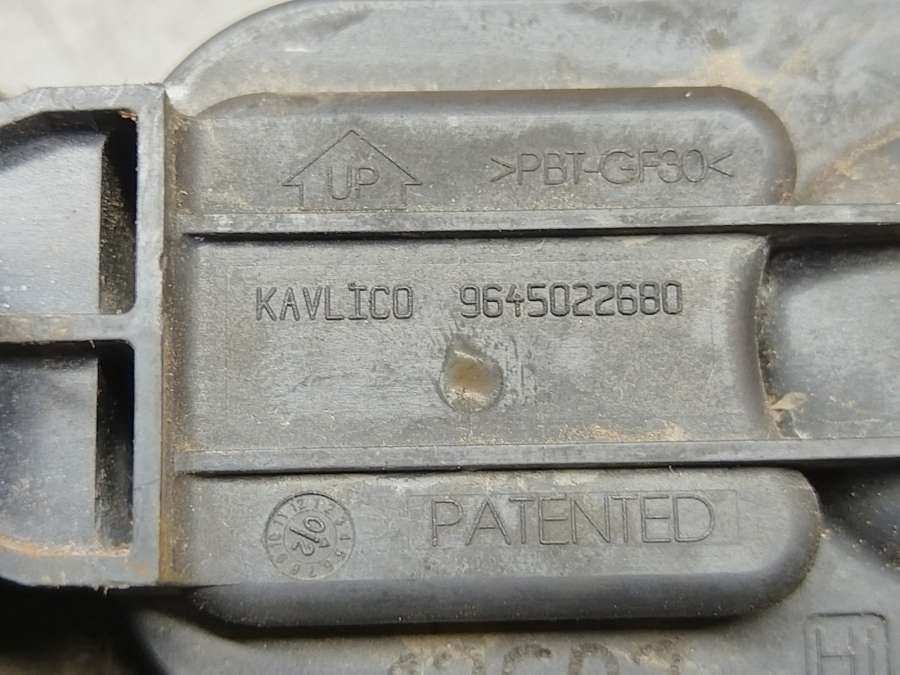 UP
>PBT-GF30<
KAVLICO 9645022680
PATENTED